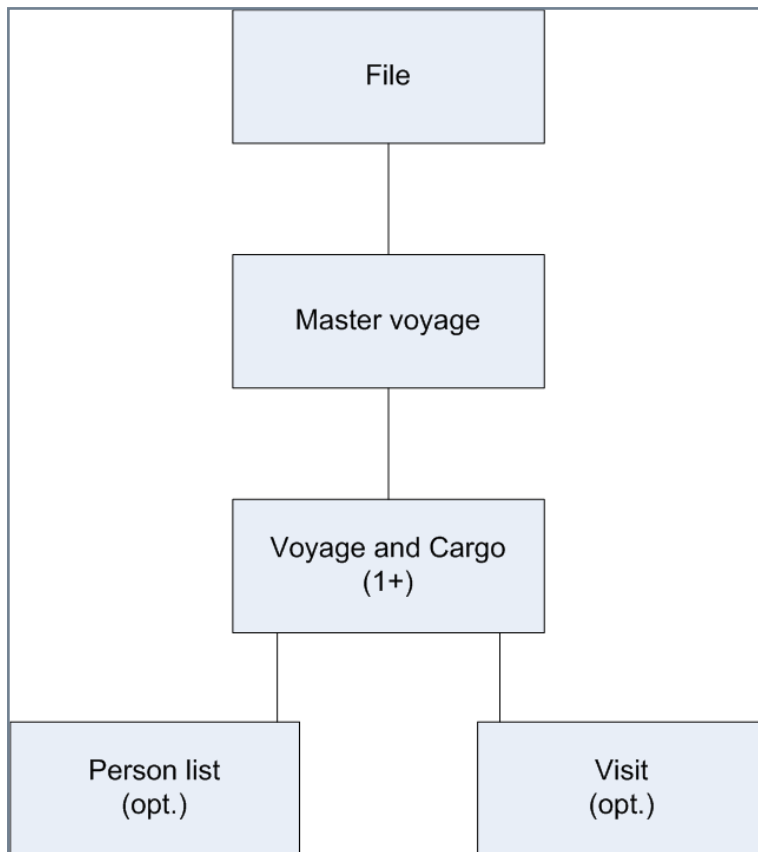 File
Master voyage
Voyage and Cargo
(1+)
Person list
(opt.)
Visit
(opt.)